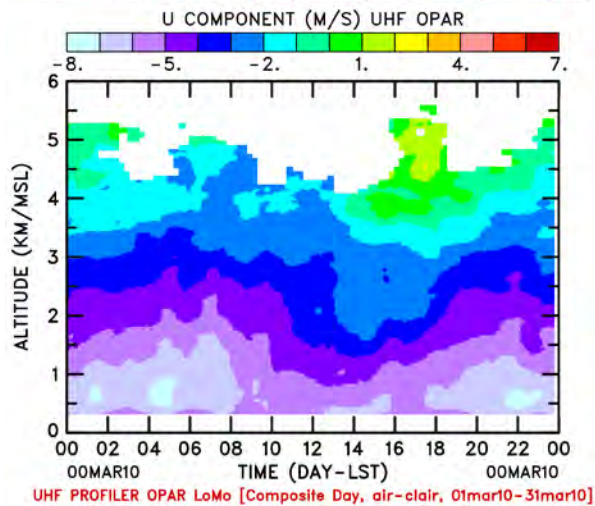 U COMPONENT (M/S) UHF OPAR
-8. -5. -2. 1. 4. 7.
6
5
4
3
2
1
0
ALTITUDE (KM/MSL)
00 02 04 06 08 10 12 14 16 18 20 22 00
00MAR10 TIME (DAY-LST) 00MAR10
UHF PROFILER OPAR LoMo [Composite Day, air-clair, 01mar10-31mar10]